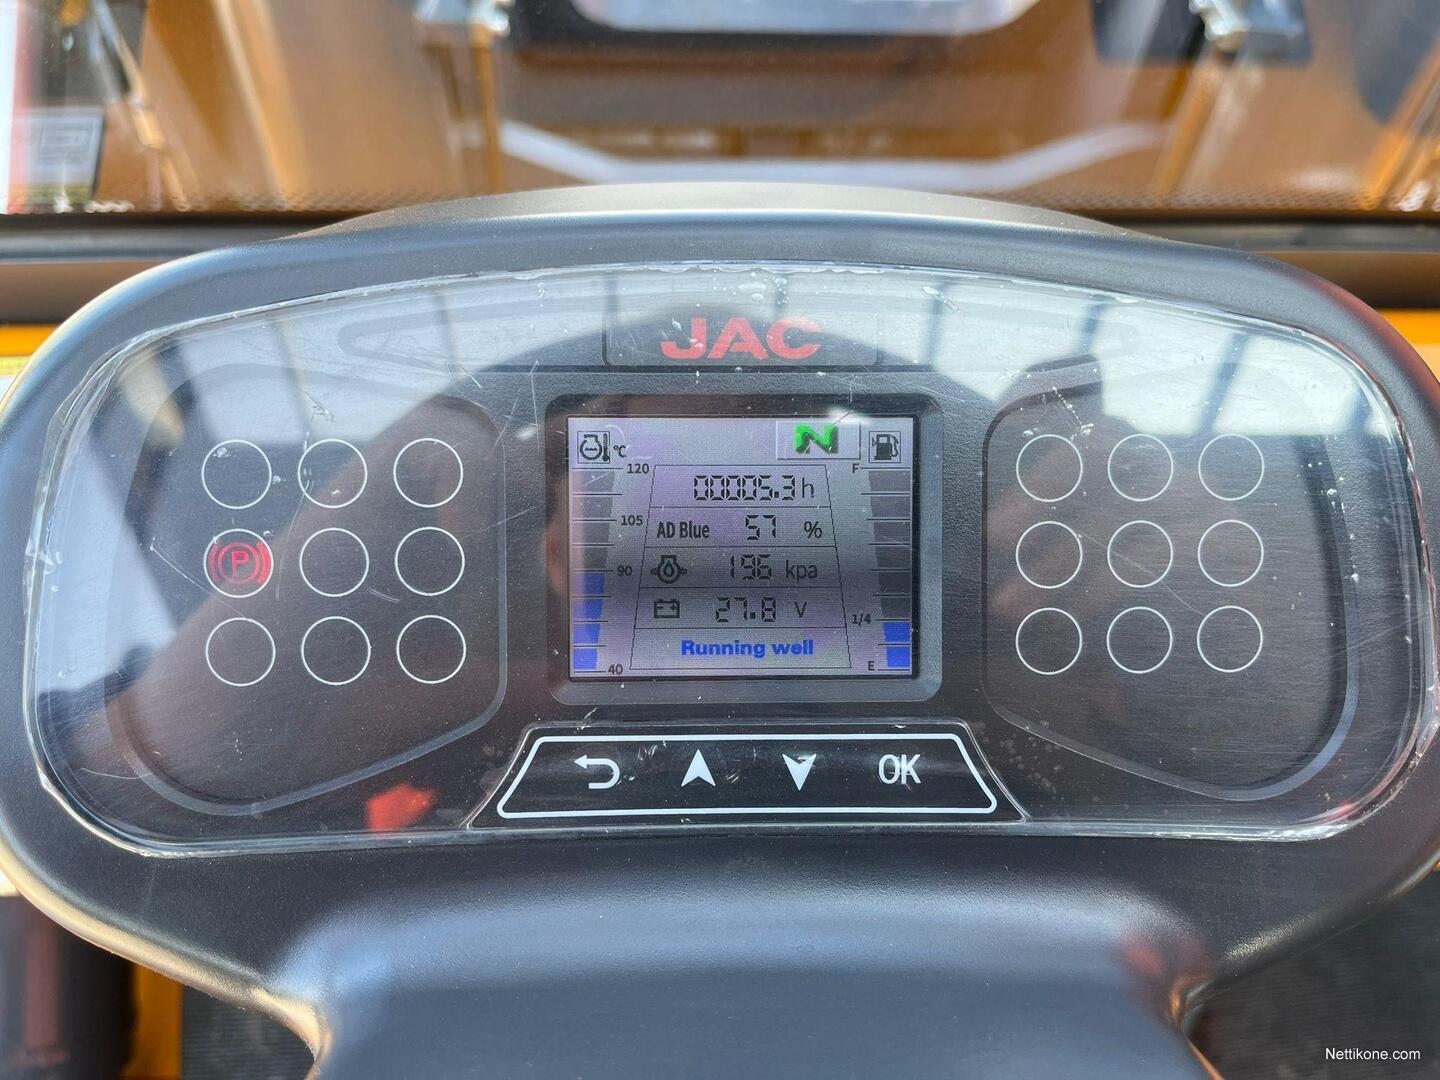 JAC
°C
N
120
F
00005.3 h
105
AD Blue 57 %
90
196 kpa
27.8 V
1/4
Running well
40
E
P
OK
Nettikone.com